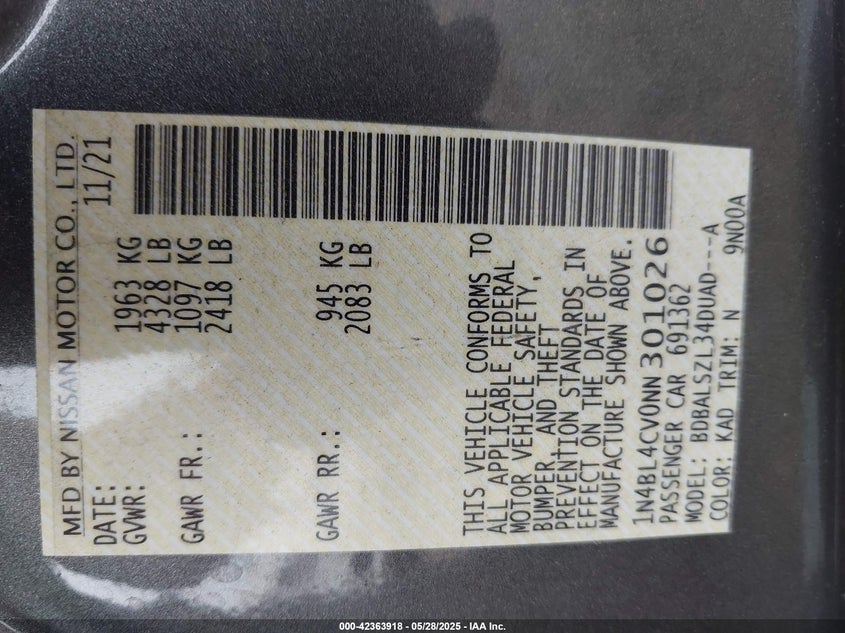 MFD BY NISSAN MOTOR CO., LTD.
DATE: 11/21
GVWR: 1963 KG
4328 LB
GAWR FR.: 1097 KG
2418 LB
GAWR RR.: 945 KG
2083 LB
THIS VEHICLE CONFORMS TO
ALL APPLICABLE FEDERAL
MOTOR VEHICLE SAFETY,
BUMPER AND THEFT
PREVENTION STANDARDS IN
EFFECT ON THE DATE OF
MANUFACTURE SHOWN ABOVE.
1N4BL4CV0NN301026
PASSENGER CAR 691362
MODEL: BDBALSZL34DUAD---A
COLOR: KAD TRIM: N 9N00A
000-42363918 - 05/28/2025 - IAA Inc.